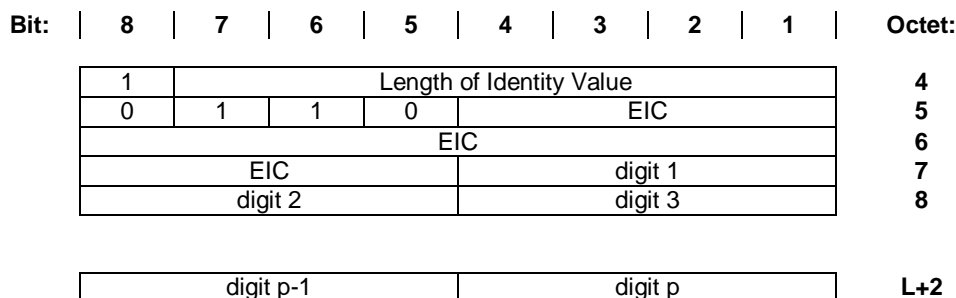 Bit: 8 7 6 5 4 3 2 1 Octet:
1 Length of Identity Value 4
0 1 1 0 EIC 5
EIC 6
EIC digit 1 7
digit 2 digit 3 8
digit p-1 digit p L+2